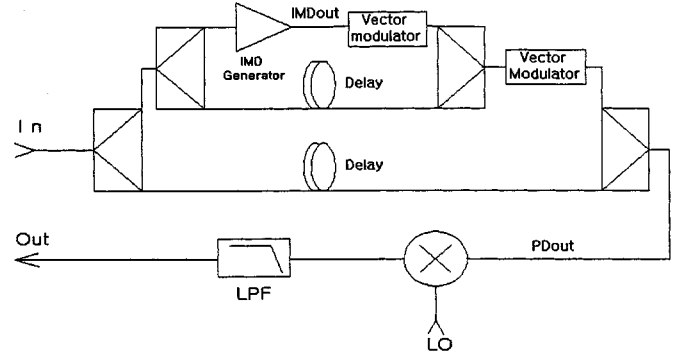 IMDout
Vector
modulator
IMD
Generator
Delay
Vector
Modulator
In
Delay
Out
LPF
PDout
LO